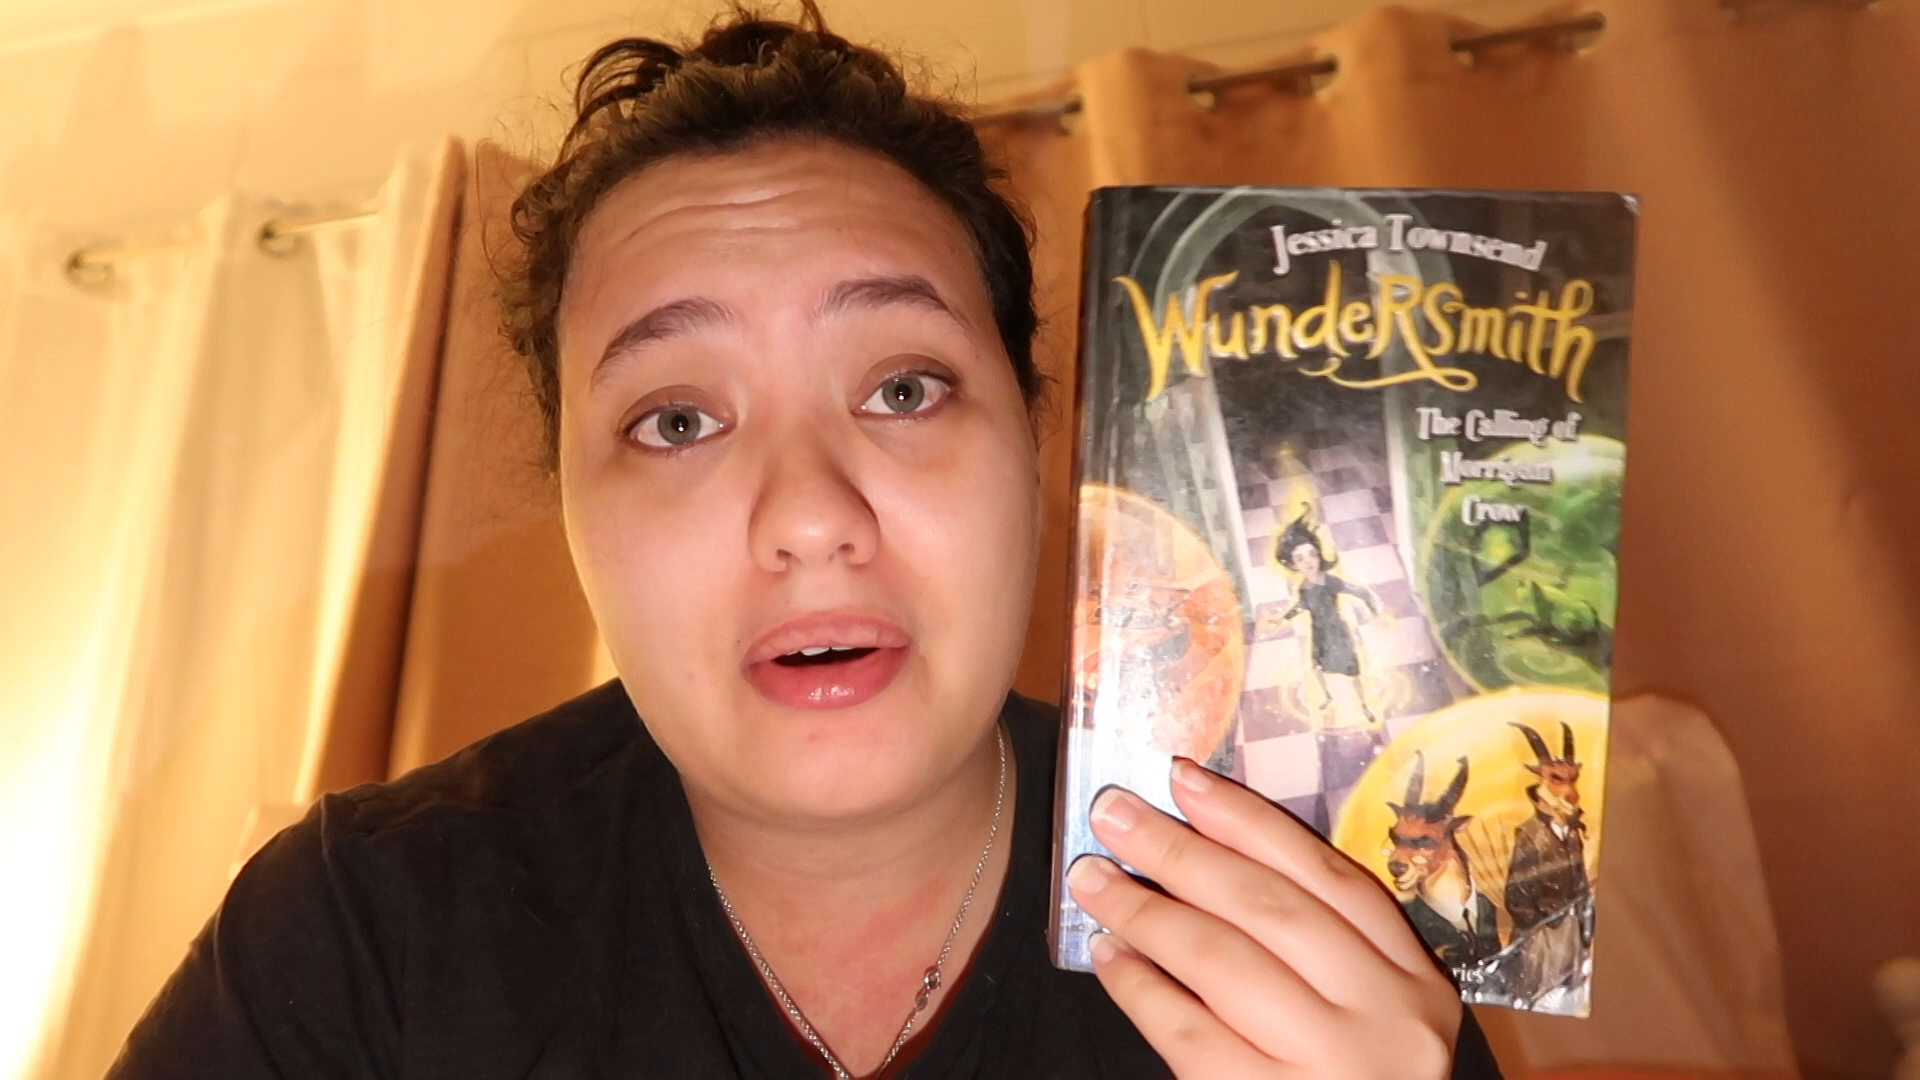 Jessica Townsend
Wundersmith
The Calling of
Morrigan
Crow